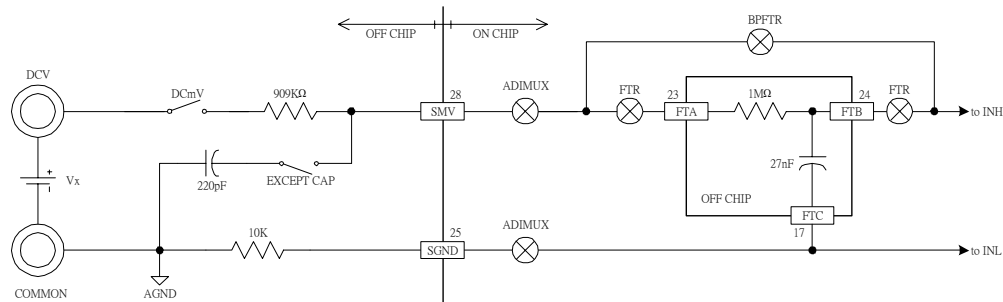 OFF CHIP
ON CHIP
BPFTR
DCV
DCmV
909KΩ
28
SMV
ADIMUX
FTR
23
FTA
1MΩ
24
FTB
FTR
to INH
+
-
Vx
220pF
EXCEPT CAP
27nF
OFF CHIP
FTC
17
10K
25
SGND
ADIMUX
to INL
COMMON
AGND